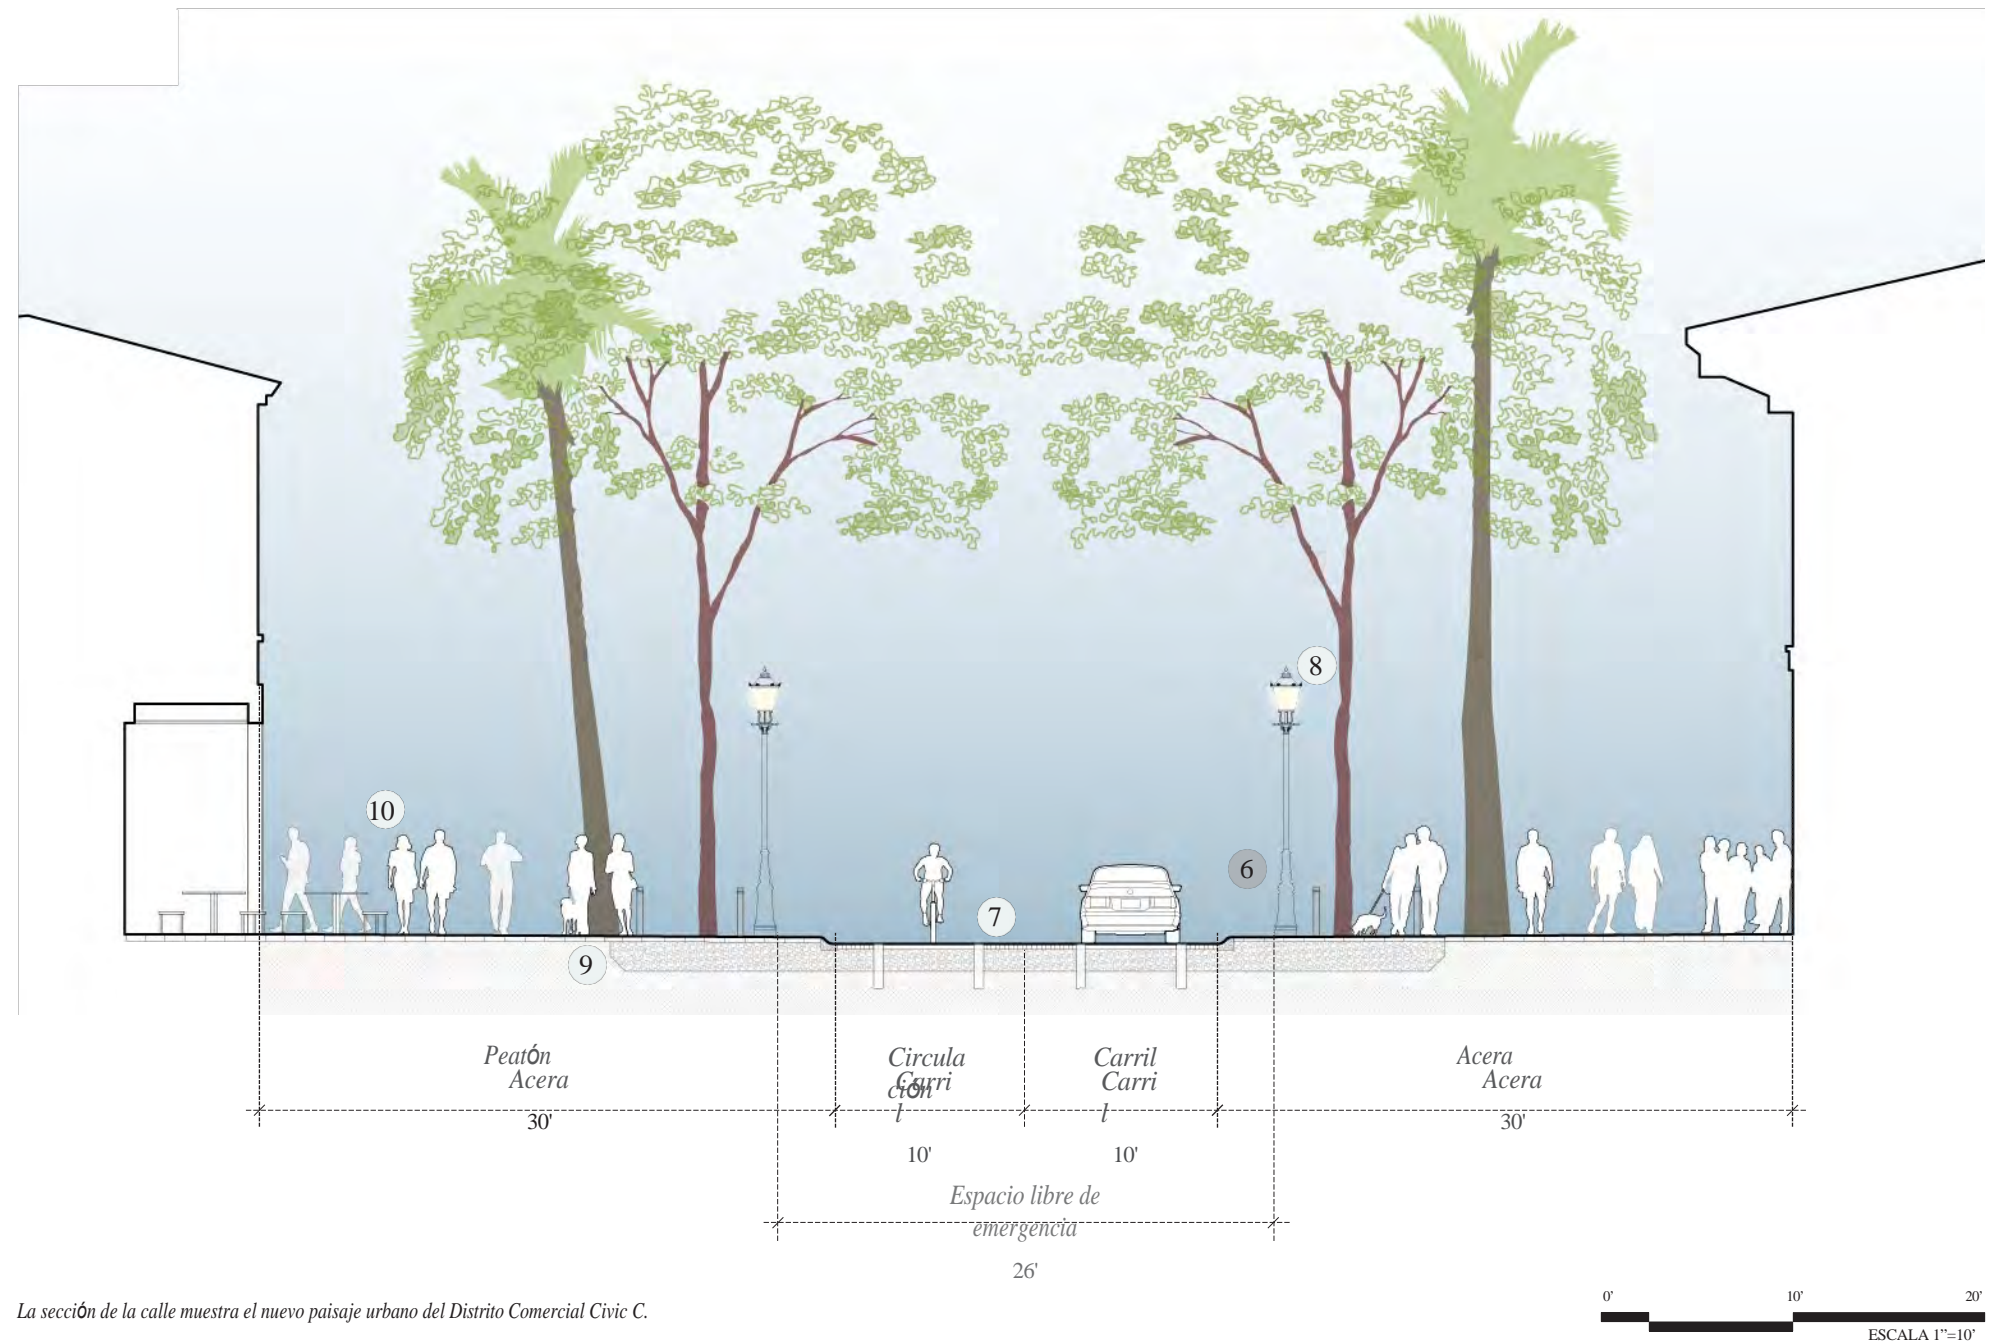 8
10
6
7
9
Peatón
Acera
30'
Circula
ción
Carri
l
10'
Carril
Carri
l
10'
Acera
Acera
30'
Espacio libre de
emergencia
26'
La sección de la calle muestra el nuevo paisaje urbano del Distrito Comercial Civic C.
0' 10' 20'
ESCALA 1”=10’